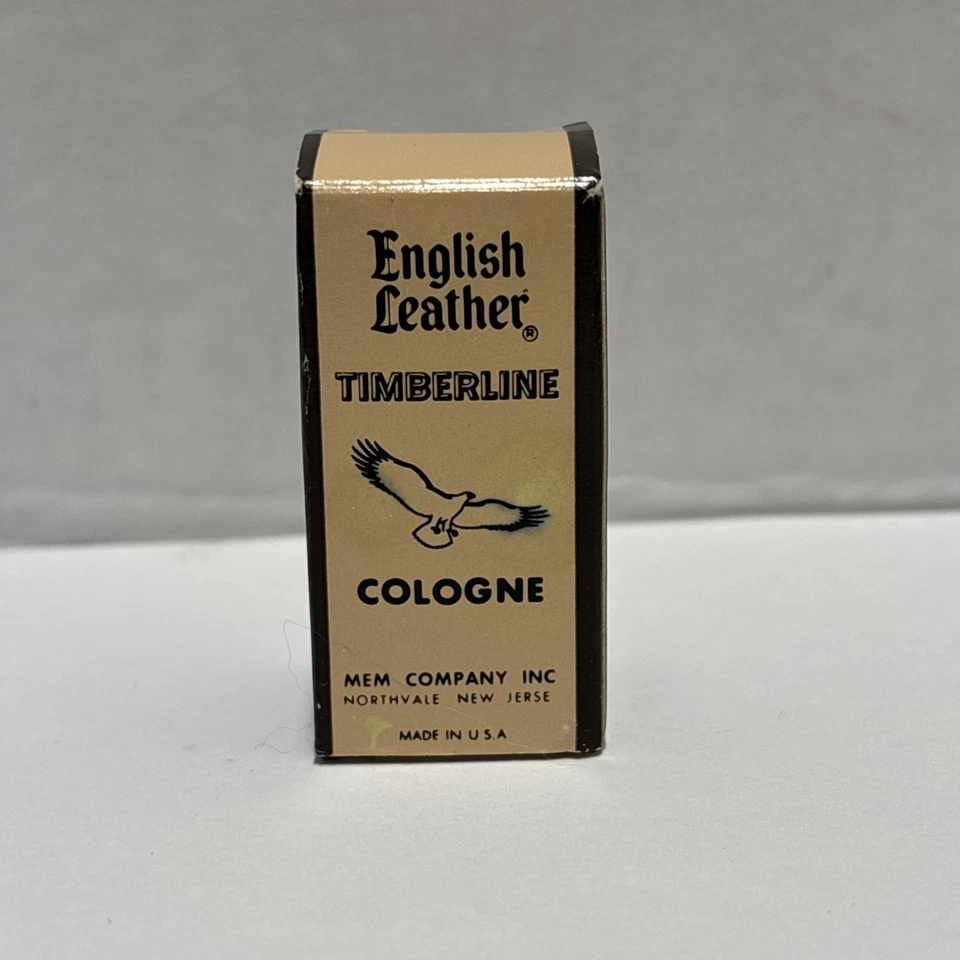 English
Leather®
TIMBERLINE
COLOGNE
MEM COMPANY INC
NORTHVALE NEW JERSE
MADE IN U S.A